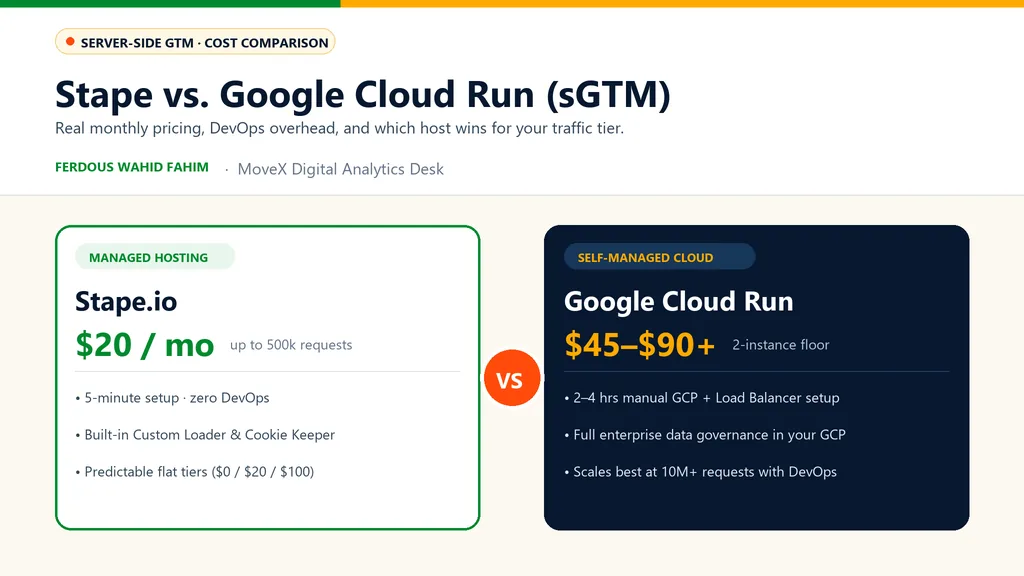 SERVER-SIDE GTM · COST COMPARISON
Stape vs. Google Cloud Run (sGTM)
Real monthly pricing, DevOps overhead, and which host wins for your traffic tier.
FERDOUS WAHID FAHIM · MoveX Digital Analytics Desk
MANAGED HOSTING
Stape.io
$20 / mo up to 500k requests
• 5-minute setup · zero DevOps
• Built-in Custom Loader & Cookie Keeper
• Predictable flat tiers ($0 / $20 / $100)
VS
SELF-MANAGED CLOUD
Google Cloud Run
$45–$90+ 2-instance floor
• 2–4 hrs manual GCP + Load Balancer setup
• Full enterprise data governance in your GCP
• Scales best at 10M+ requests with DevOps